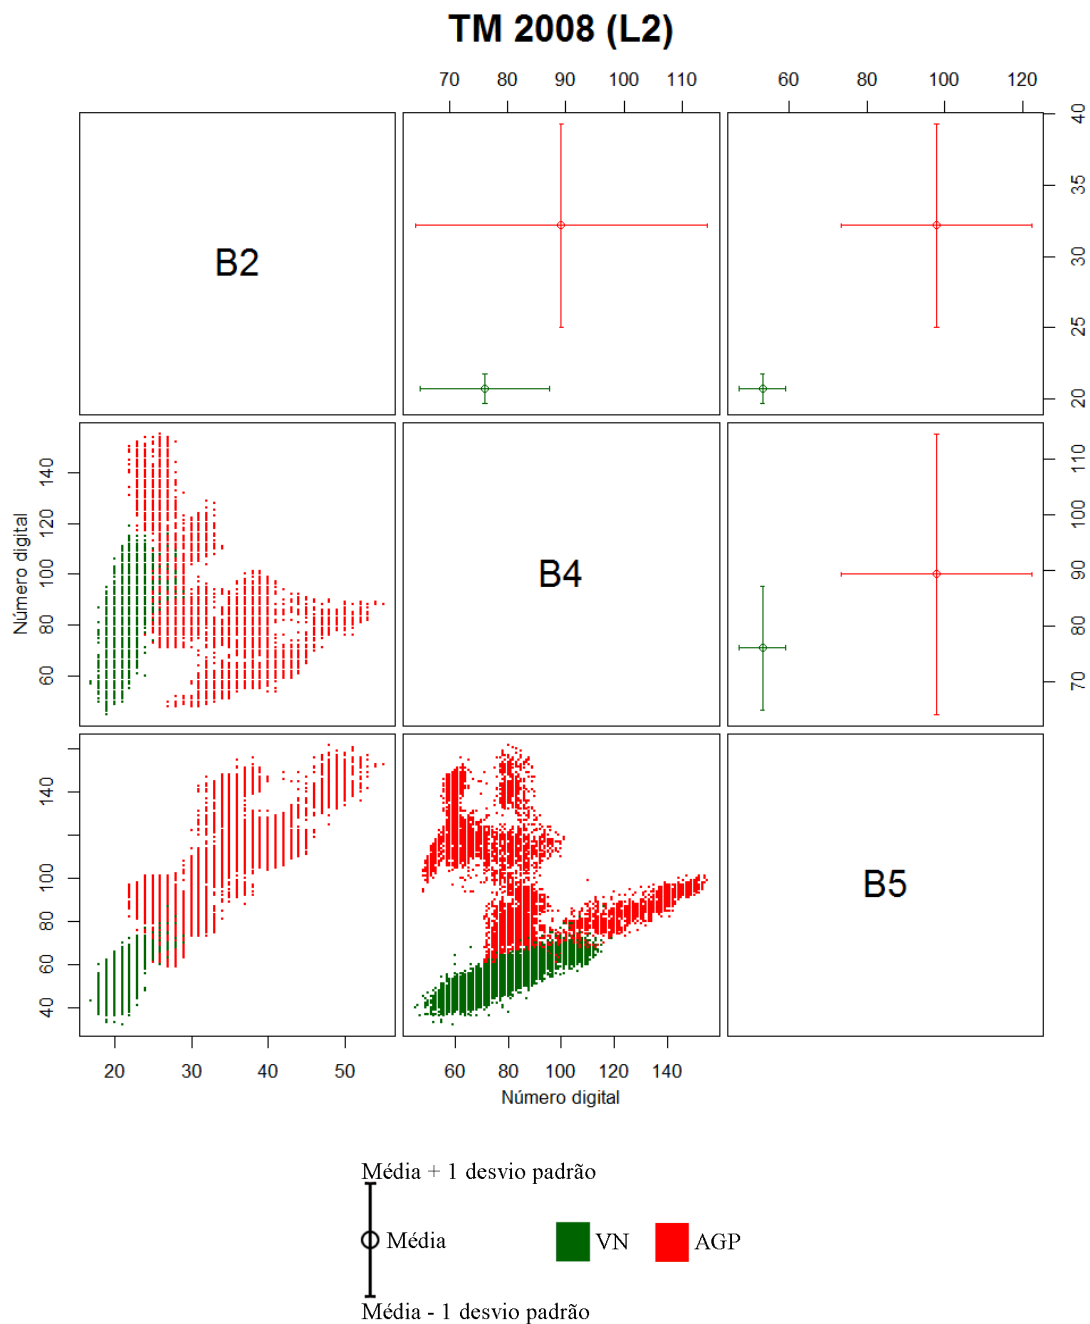 TM 2008 (L2)
70 80 90 100 110
60 80 100 120
B2
20 25 30 35 40
Número digital
60 80 100 120 140
B4
70 80 90 100 110
40 60 80 100 140
B5
20 30 40 50
60 80 100 120 140
Número digital
Média + 1 desvio padrão
Média
VN
AGP
Média - 1 desvio padrão